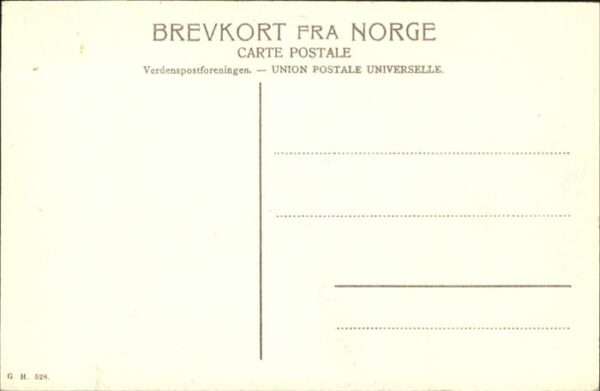 BREVKORT FRA NORGE
CARTE POSTALE
Verdenspostforeningen. — UNION POSTALE UNIVERSELLE.
G. H. 528.